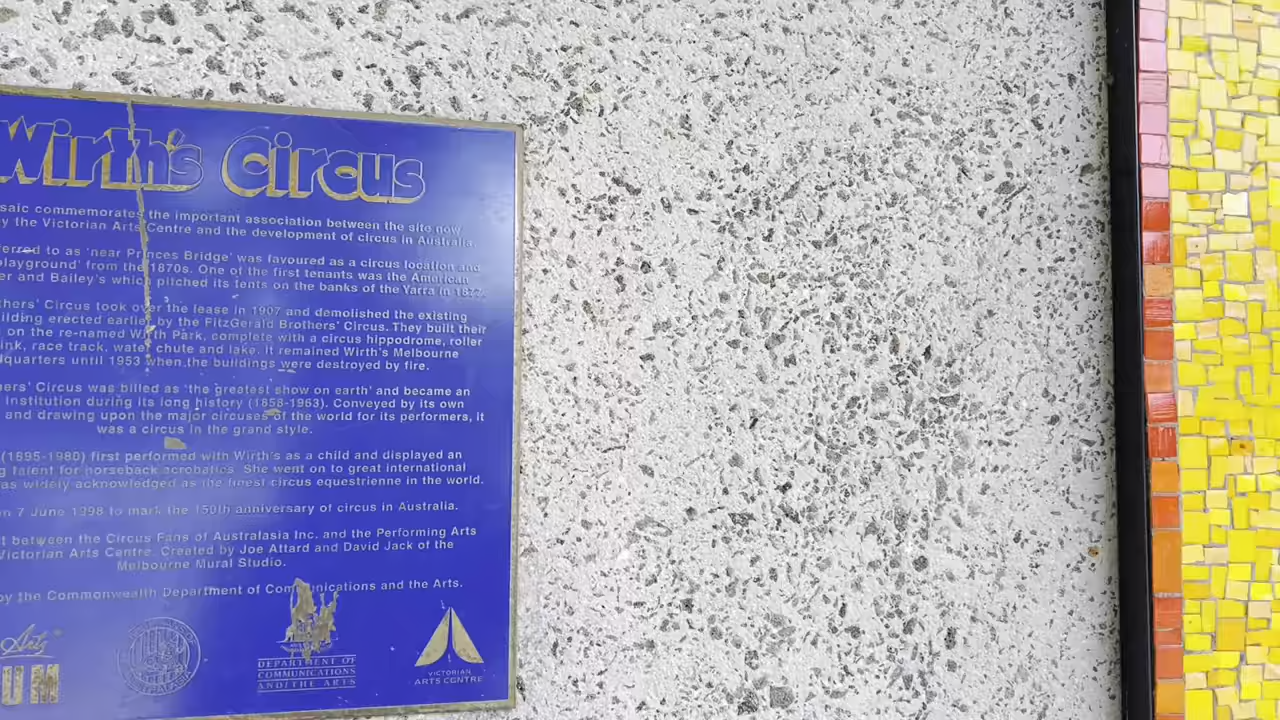 Wirth's Circus
saic commemorates the important association between the site now
by the Victorian Arts Centre and the development of circus in Australia.
erred to as 'near Princes Bridge' was favoured as a circus location and
playground' from the 1870s. One of the first tenants was the American
er and Bailey's which pitched its tents on the banks of the Yarra in 1877.
thers' Circus took over the lease in 1907 and demolished the existing
ilding erected earlier by the FitzGerald Brothers' Circus. They built their
on the re-named Wirth Park, complete with a circus hippodrome, roller
ink, race track, water chute and lake. It remained Wirth's Melbourne
dquarters until 1953 when the buildings were destroyed by fire.
hers' Circus was billed as 'the greatest show on earth' and became an
institution during its long history (1858-1963). Conveyed by its own
and drawing upon the major circuses of the world for its performers, it
was a circus in the grand style.
(1895-1980) first performed with Wirth's as a child and displayed an
g talent for horseback acrobatics. She went on to great international
as widely acknowledged as the finest circus equestrienne in the world.
on 7 June 1998 to mark the 150th anniversary of circus in Australia.
t between the Circus Fans of Australasia Inc. and the Performing Arts
Victorian Arts Centre. Created by Joe Attard and David Jack of the
Melbourne Mural Studio.
by the Commonwealth Department of Communications and the Arts.
Arts
UM
DEPARTMENT OF
COMMUNICATIONS
AND THE ARTS
VICTORIAN
ARTS CENTRE